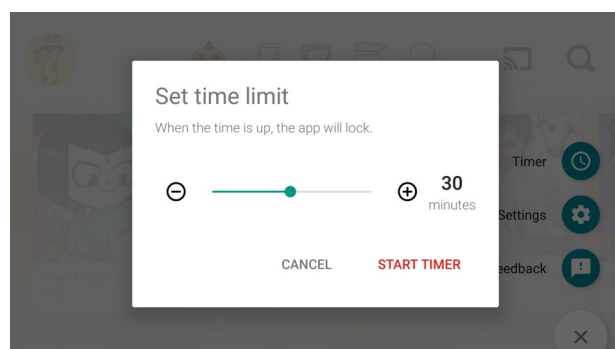 Set time limit
When the time is up, the app will lock.
30
minutes
CANCEL
START TIMER
Timer
Settings
eedback